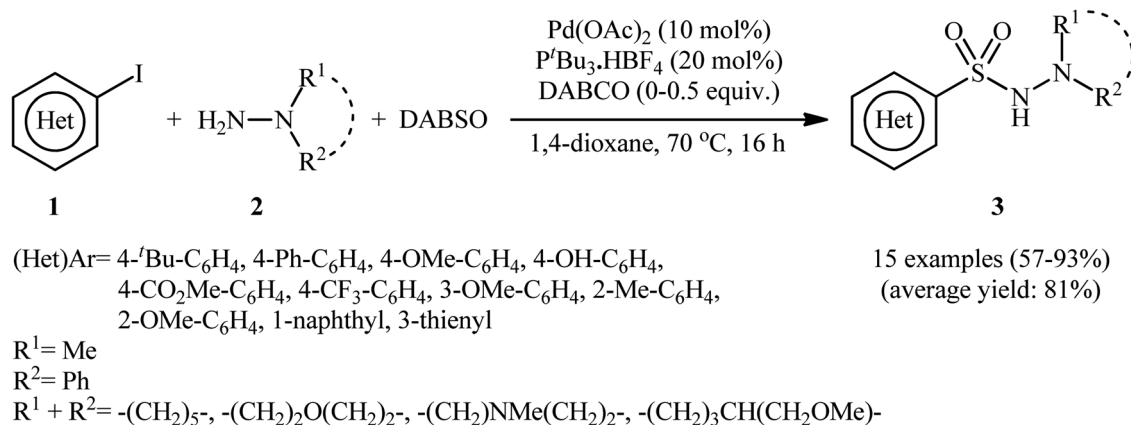 Pd(OAc)₂ (10 mol%)
PᵗBu₃.HBF₄ (20 mol%)
DABCO (0-0.5 equiv.)
1,4-dioxane, 70 °C, 16 h
Het I + H₂N N R¹ R² + DABSO
Het O O S N H N R¹ R²
1 2 3
(Het)Ar= 4-ᵗBu-C₆H₄, 4-Ph-C₆H₄, 4-OMe-C₆H₄, 4-OH-C₆H₄,
4-CO₂Me-C₆H₄, 4-CF₃-C₆H₄, 3-OMe-C₆H₄, 2-Me-C₆H₄,
2-OMe-C₆H₄, 1-naphthyl, 3-thienyl
15 examples (57-93%)
(average yield: 81%)
R¹= Me
R²= Ph
R¹ + R²= -(CH₂)₅-, -(CH₂)₂O(CH₂)₂-, -(CH₂)NMe(CH₂)₂-, -(CH₂)₃CH(CH₂OMe)-